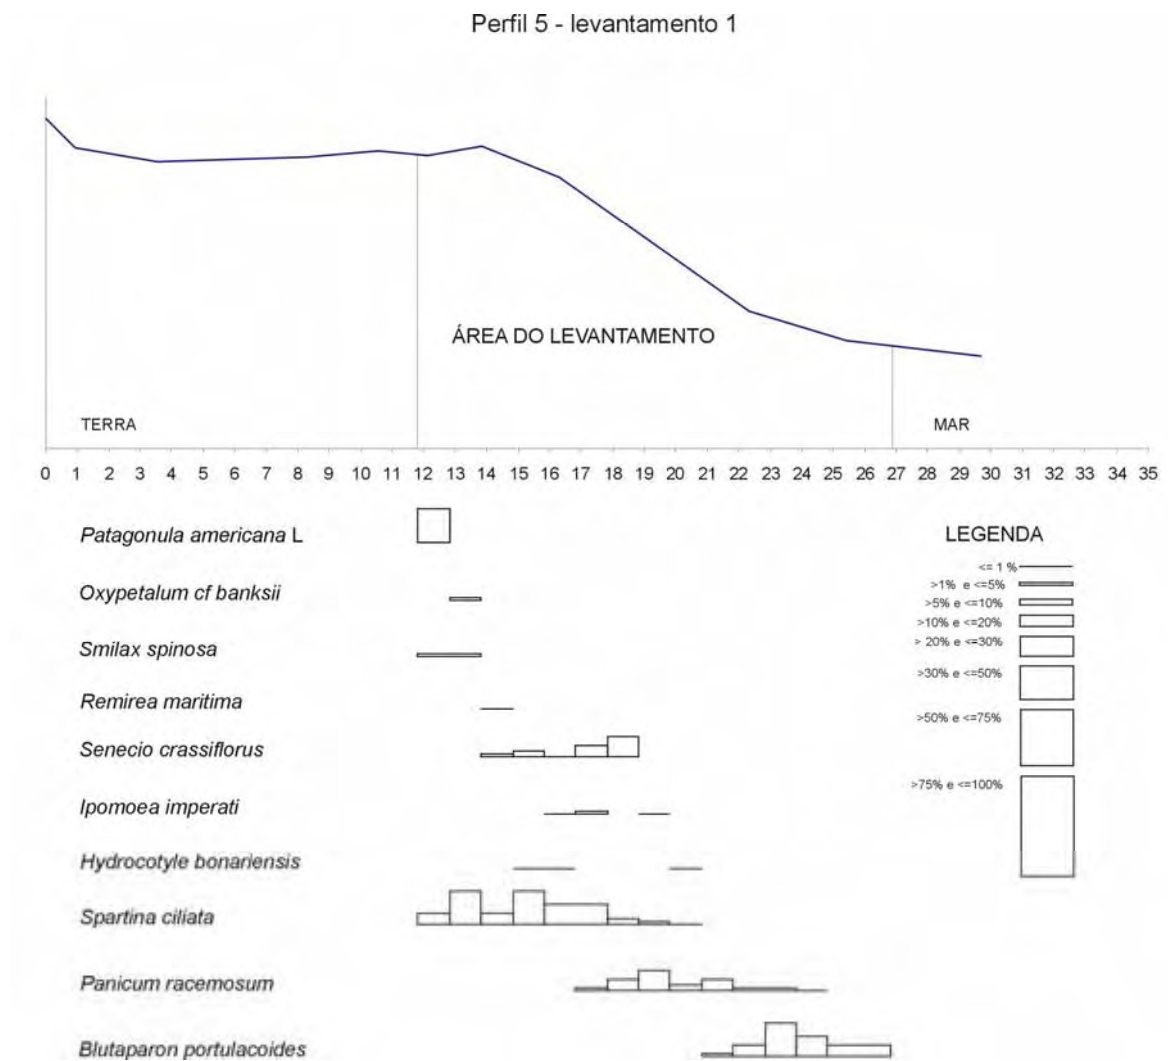 Perfil 5 - levantamento 1
ÁREA DO LEVANTAMENTO
TERRA
MAR
0 1 2 3 4 5 6 7 8 9 10 11 12 13 14 15 16 17 18 19 20 21 22 23 24 25 26 27 28 29 30 31 32 33 34 35
Patagonula americana L
Oxypetalum cf banksii
Smilax spinosa
Remirea maritima
Senecio crassiflorus
Ipomoea imperati
Hydrocotyle bonariensis
Spartina ciliata
Panicum racemosum
Blutaparon portulacoides
LEGENDA
<= 1 %
>1% e <=5%
>5% e <=10%
>10% e <=20%
> 20% e <=30%
>30% e <=50%
>50% e <=75%
>75% e <=100%